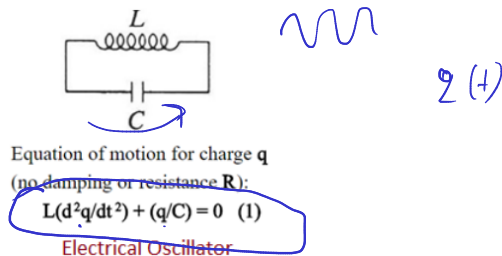 L
q (t)
C
Equation of motion for charge q
(no damping or resistance R):
L(d²q/dt²) + (q/C) = 0 (1)
Electrical Oscillator